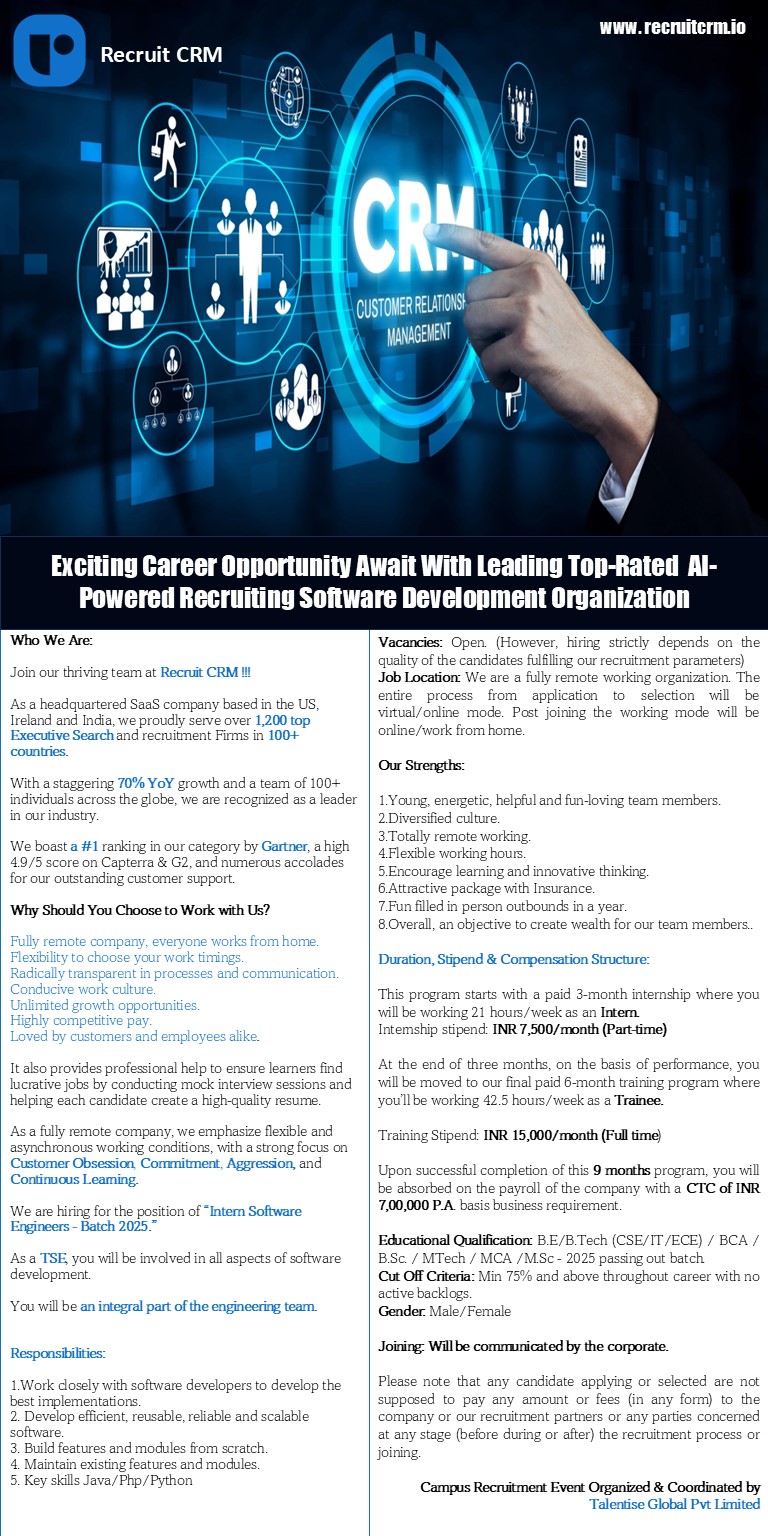 www.recruitcrm.io
Recruit CRM
CRM
CUSTOMER RELATIONSH
MANAGEMENT
Exciting Career Opportunity Await With Leading Top-Rated AI-
Powered Recruiting Software Development Organization
Who We Are:
Join our thriving team at Recruit CRM !!!
As a headquartered SaaS company based in the US,
Ireland and India, we proudly serve over 1,200 top
Executive Search and recruitment Firms in 100+
countries.
With a staggering 70% YoY growth and a team of 100+
individuals across the globe, we are recognized as a leader
in our industry.
We boast a #1 ranking in our category by Gartner, a high
4.9/5 score on Capterra & G2, and numerous accolades
for our outstanding customer support.
Why Should You Choose to Work with Us?
Fully remote company, everyone works from home.
Flexibility to choose your work timings.
Radically transparent in processes and communication.
Conducive work culture.
Unlimited growth opportunities.
Highly competitive pay.
Loved by customers and employees alike.
It also provides professional help to ensure learners find
lucrative jobs by conducting mock interview sessions and
helping each candidate create a high-quality resume.
As a fully remote company, we emphasize flexible and
asynchronous working conditions, with a strong focus on
Customer Obsession, Commitment, Aggression, and
Continuous Learning.
We are hiring for the position of "Intern Software
Engineers - Batch 2025."
As a TSE, you will be involved in all aspects of software
development.
You will be an integral part of the engineering team.
Responsibilities:
1.Work closely with software developers to develop the
best implementations.
2. Develop efficient, reusable, reliable and scalable
software.
3. Build features and modules from scratch.
4. Maintain existing features and modules.
5. Key skills Java/Php/Python
Vacancies: Open. (However, hiring strictly depends on the
quality of the candidates fulfilling our recruitment parameters)
Job Location: We are a fully remote working organization. The
entire process from application to selection will be
virtual/online mode. Post joining the working mode will be
online/work from home.
Our Strengths:
1.Young, energetic, helpful and fun-loving team members.
2.Diversified culture.
3.Totally remote working.
4.Flexible working hours.
5.Encourage learning and innovative thinking.
6.Attractive package with Insurance.
7.Fun filled in person outbounds in a year.
8.Overall, an objective to create wealth for our team members..
Duration, Stipend & Compensation Structure:
This program starts with a paid 3-month internship where you
will be working 21 hours/week as an Intern.
Internship stipend: INR 7,500/month (Part-time)
At the end of three months, on the basis of performance, you
will be moved to our final paid 6-month training program where
you'll be working 42.5 hours/week as a Trainee.
Training Stipend: INR 15,000/month (Full time)
Upon successful completion of this 9 months program, you will
be absorbed on the payroll of the company with a CTC of INR
7,00,000 P.A. basis business requirement.
Educational Qualification: B.E/B.Tech (CSE/IT/ECE) / BCA /
B.Sc. / MTech / MCA /M.Sc - 2025 passing out batch.
Cut Off Criteria: Min 75% and above throughout career with no
active backlogs.
Gender: Male/Female
Joining: Will be communicated by the corporate.
Please note that any candidate applying or selected are not
supposed to pay any amount or fees (in any form) to the
company or our recruitment partners or any parties concerned
at any stage (before during or after) the recruitment process or
joining.
Campus Recruitment Event Organized & Coordinated by
Talentise Global Pvt Limited